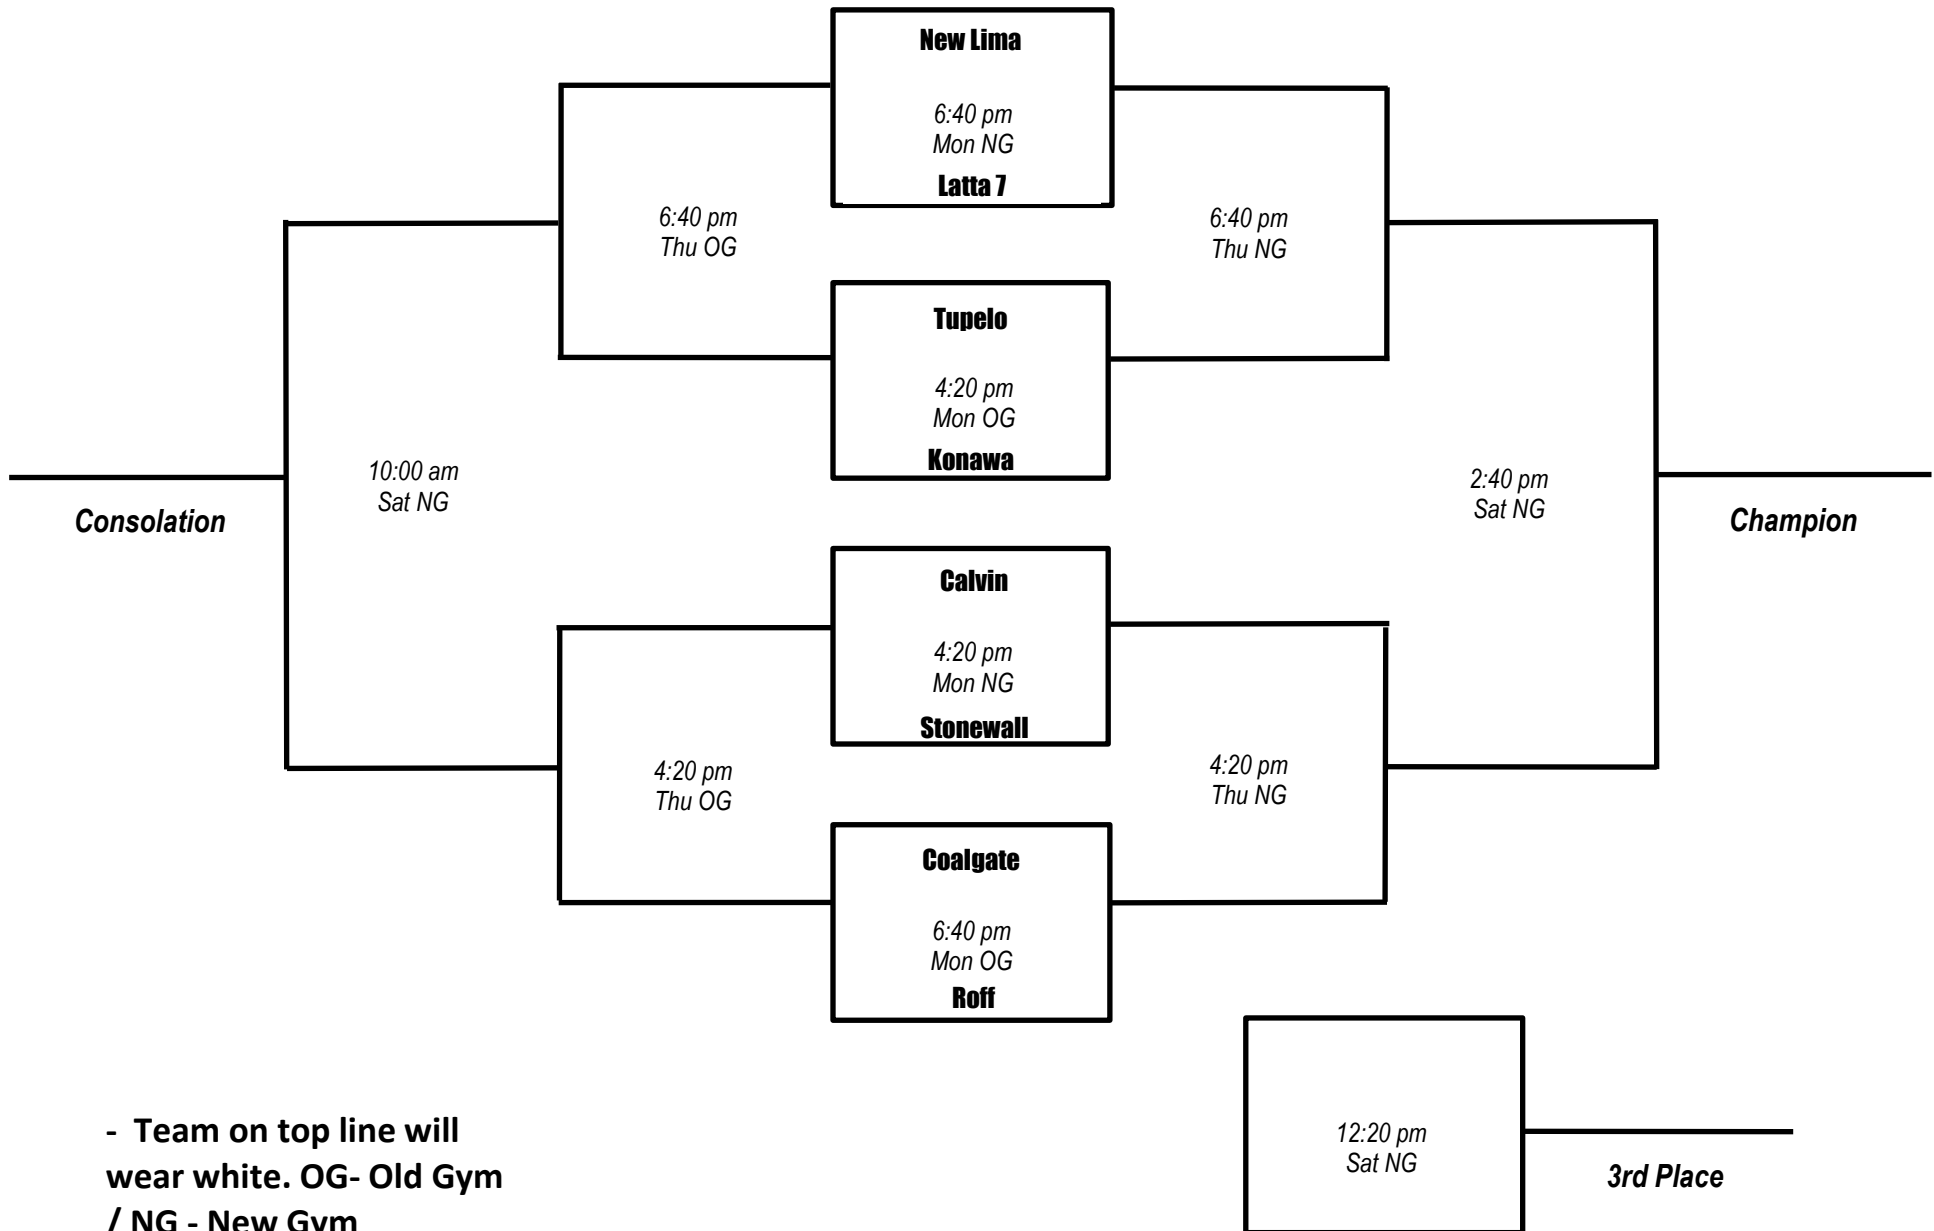 New Lima
6:40 pm
Mon NG
Latta 7
6:40 pm
Thu OG
6:40 pm
Thu NG
Tupelo
4:20 pm
Mon OG
Konawa
10:00 am
Sat NG
2:40 pm
Sat NG
Consolation
Champion
Calvin
4:20 pm
Mon NG
Stonewall
4:20 pm
Thu OG
4:20 pm
Thu NG
Coalgate
6:40 pm
Mon OG
Roff
- Team on top line will
wear white. OG- Old Gym
/ NG - New Gym
12:20 pm
Sat NG
3rd Place